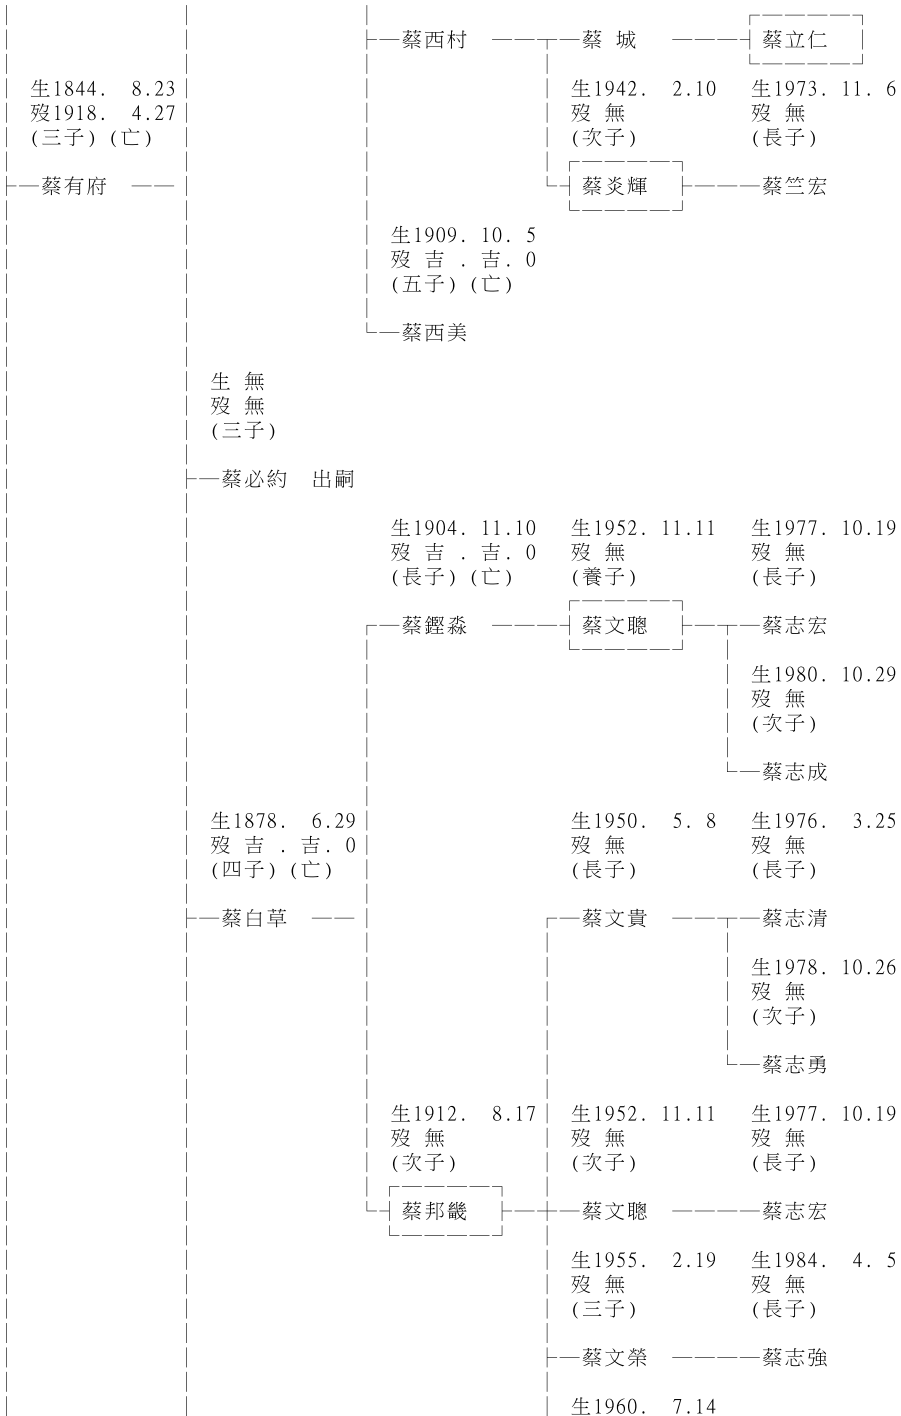 蔡西村 蔡 城 蔡立仁
生1844. 8.23 生1942. 2.10 生1973.11. 6
歿1918. 4.27 歿 無 歿 無
(三子)(亡) (次子) (長子)
蔡有府 蔡炎輝 蔡竺宏
生1909.10. 5
歿 吉 . 吉. 0
(五子)(亡)
蔡西美
生 無
歿 無
(三子)
蔡必約 出嗣
生1904.11.10 生1952.11.11 生1977.10.19
歿 吉 . 吉. 0 歿 無 歿 無
(長子)(亡) (養子) (長子)
蔡鏗淼 蔡文聰 蔡志宏
生1980.10.29
歿 無
(次子)
蔡志成
生1878. 6.29 生1950. 5. 8 生1976. 3.25
歿 吉 . 吉. 0 歿 無 歿 無
(四子)(亡) (長子) (長子)
蔡白草 蔡文貴 蔡志清
生1978.10.26
歿 無
(次子)
蔡志勇
生1912. 8.17 生1952.11.11 生1977.10.19
歿 無 歿 無 歿 無
(次子) (次子) (長子)
蔡邦畿 蔡文聰 蔡志宏
生1955. 2.19 生1984. 4. 5
歿 無 歿 無
(三子) (長子)
蔡文榮 蔡志強
生1960. 7.14